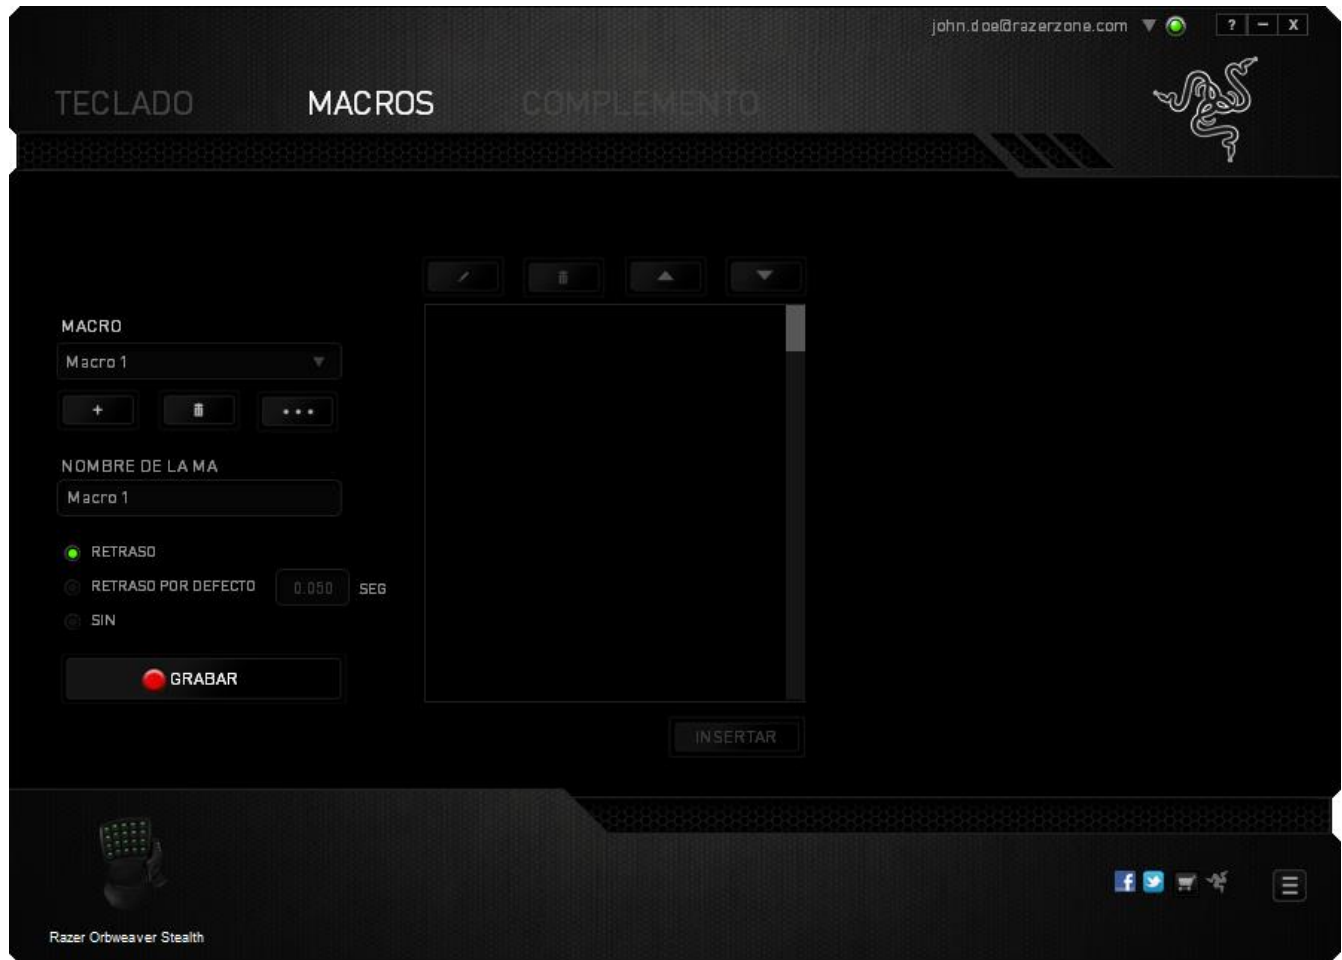 john.doe@razerzone.com
? – X
TECLADO
MACROS
COMPLEMENTO
MACRO
Macro 1
NOMBRE DE LA MA
Macro 1
RETRASO
RETRASO POR DEFECTO 0.050 SEG
SIN
GRABAR
INSERTAR
Razer Orbweaver Stealth